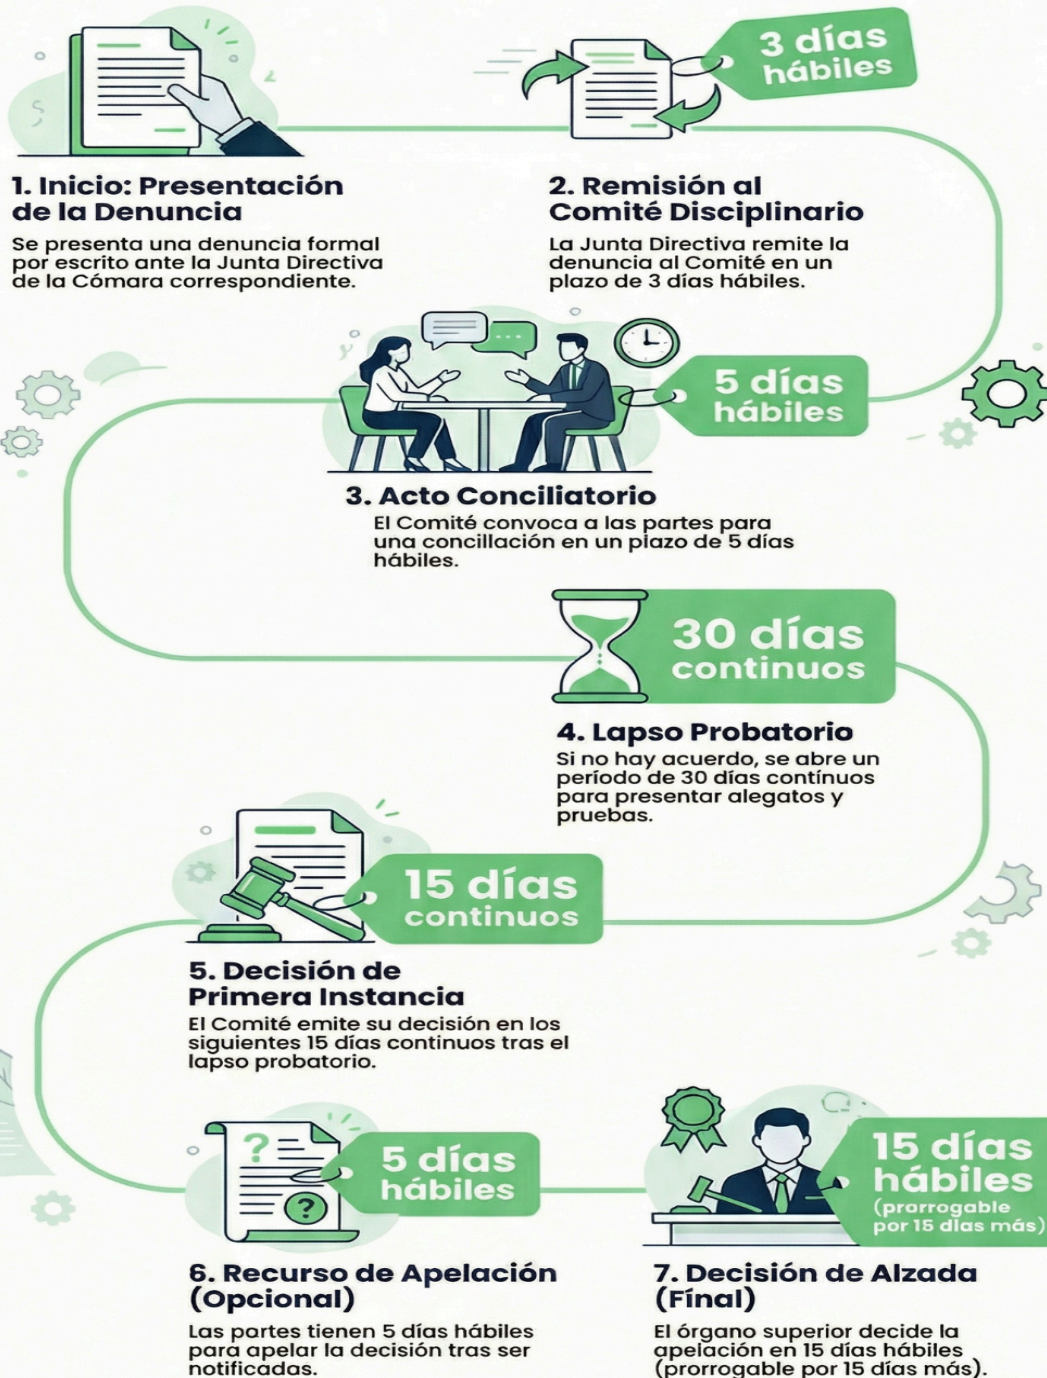 3 días
hábiles
1. Inicio: Presentación
de la Denuncia
Se presenta una denuncia formal
por escrito ante la Junta Directiva
de la Cómara correspondiente.
2. Remisión al
Comité Disciplinario
La Junta Directiva remite la
denuncia al Comité en un
plazo de 3 días hábiles.
5 días
hábiles
3. Acto Conciliatorio
El Comité convoca a las partes para
una concillación en un plazo de 5 días
hábiles.
30 días
continuos
4. Lapso Probatorio
Si no hay acuerdo, se abre un
período de 30 días contínuos
para presentar alegatos y
pruebas.
15 días
continuos
5. Decisión de
Primera Instancia
El Comité emite su decisión en los
siguientes 15 días continuos tras el
lapso probatorio.
5 días
hábiles
6. Recurso de Apelación
(Opcional)
Las partes tienen 5 días hábiles
para apelar la decisión tras ser
notificadas.
15 días
hábiles
(prorrogable
por 15 dlas más)
7. Decisión de Alzada
(Fínal)
El órgano superior decide la
apelación en 15 días hábiles
(prorrogable por 15 días más).